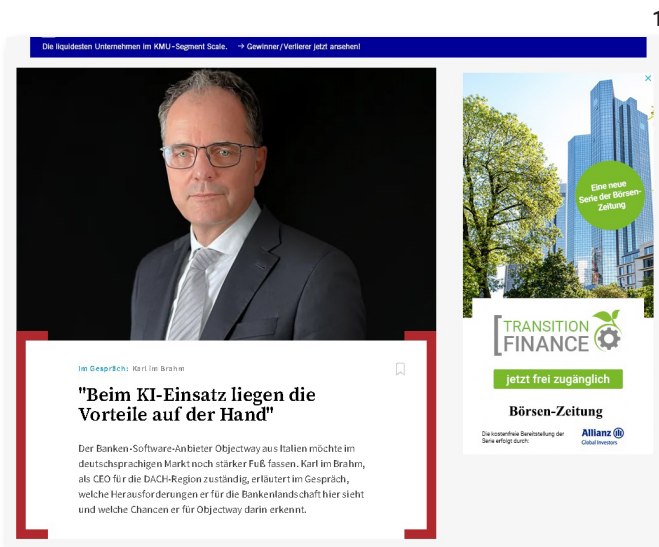 1
Die liquidesten Unternehmen im KMU-Segment Scale. → Gewinner/Verlierer jetzt ansehen!
Im Gespräch: Karl im Brahm
"Beim KI-Einsatz liegen die
Vorteile auf der Hand"
Der Banken-Software-Anbieter Objectway aus Italien möchte im
deutschsprachigen Markt noch stärker Fuß fassen. Karl im Brahm,
als CEO für die DACH-Region zuständig, erläutert im Gespräch,
welche Herausforderungen er für die Bankenlandschaft hier sieht
und welche Chancen er für Objectway darin erkennt.
Eine neue
Serie der Börsen-
Zeitung
TRANSITION
FINANCE
jetzt frei zugänglich
Börsen-Zeitung
Die kostenfreie Bereitstellung der
Serie erfolgt durch:
Allianz
Global Investors